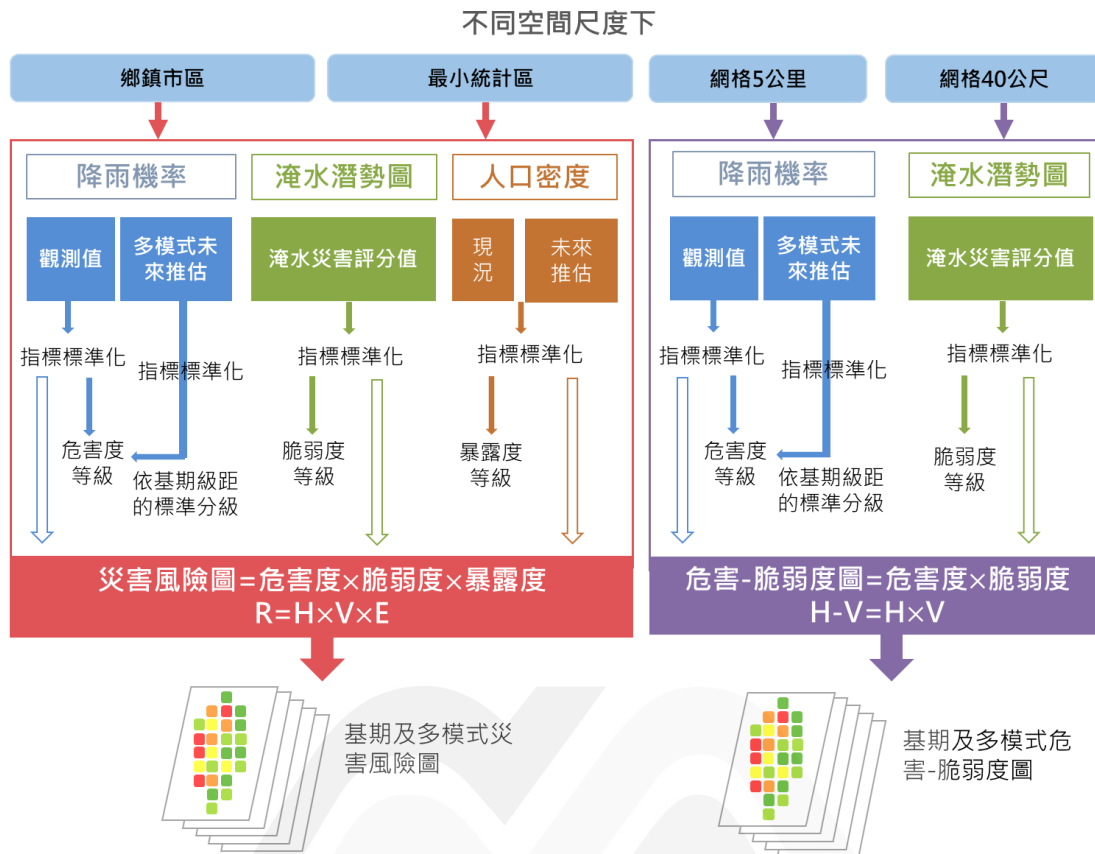 不同空間尺度下
鄉鎮市區
最小統計區
網格5公里
網格40公尺
降雨機率
淹水潛勢圖
人口密度
觀測值
多模式未
來推估
淹水災害評分值
現
況
未來
推估
指標標準化
指標標準化
指標標準化
指標標準化
危害度
等級
依基期級距
的標準分級
脆弱度
等級
暴露度
等級
災害風險圖=危害度×脆弱度×暴露度
R=H×V×E
基期及多模式災
害風險圖
降雨機率
淹水潛勢圖
觀測值
多模式未
來推估
淹水災害評分值
指標標準化
指標標準化
指標標準化
危害度
等級
依基期級距
的標準分級
脆弱度
等級
危害-脆弱度圖=危害度×脆弱度
H-V=H×V
基期及多模式危
害-脆弱度圖